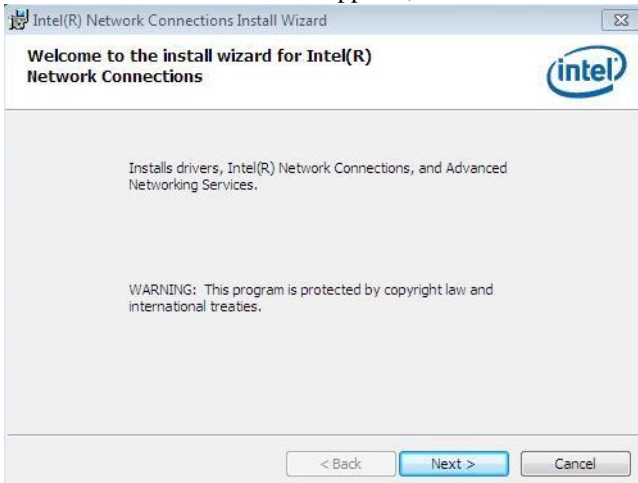 Intel(R) Network Connections Install Wizard
Welcome to the install wizard for Intel(R)
Network Connections
intel
Installs drivers, Intel(R) Network Connections, and Advanced
Networking Services.
WARNING: This program is protected by copyright law and
international treaties.
< Back Next > Cancel